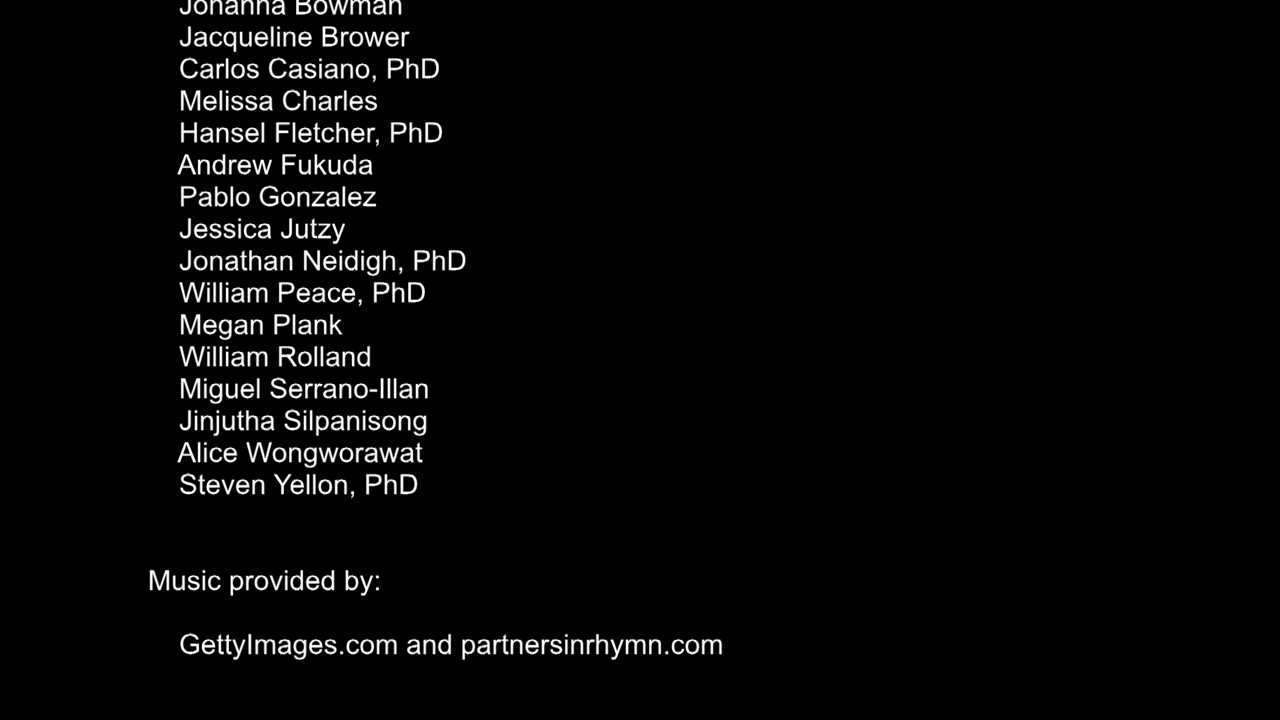 Johanna Bowman
Jacqueline Brower
Carlos Casiano, PhD
Melissa Charles
Hansel Fletcher, PhD
Andrew Fukuda
Pablo Gonzalez
Jessica Jutzy
Jonathan Neidigh, PhD
William Peace, PhD
Megan Plank
William Rolland
Miguel Serrano-Illan
Jinjutha Silpanisong
Alice Wongworawat
Steven Yellon, PhD
Music provided by:
GettyImages.com and partnersinrhymn.com